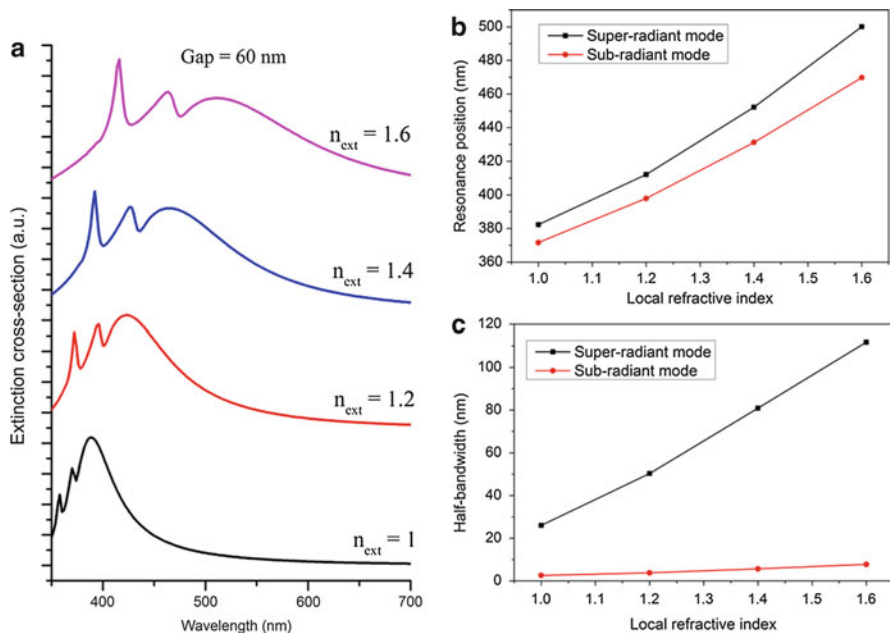 a
Gap = 60 nm
n_ext = 1.6
n_ext = 1.4
n_ext = 1.2
n_ext = 1
Extinction cross-section (a.u.)
400 500 600 700
Wavelength (nm)
b
Super-radiant mode
Sub-radiant mode
500
480
460
440
420
400
380
360
Resonance position (nm)
1.0 1.1 1.2 1.3 1.4 1.5 1.6
Local refractive index
c
Super-radiant mode
Sub-radiant mode
120
100
80
60
40
20
0
Half-bandwidth (nm)
1.0 1.1 1.2 1.3 1.4 1.5 1.6
Local refractive index